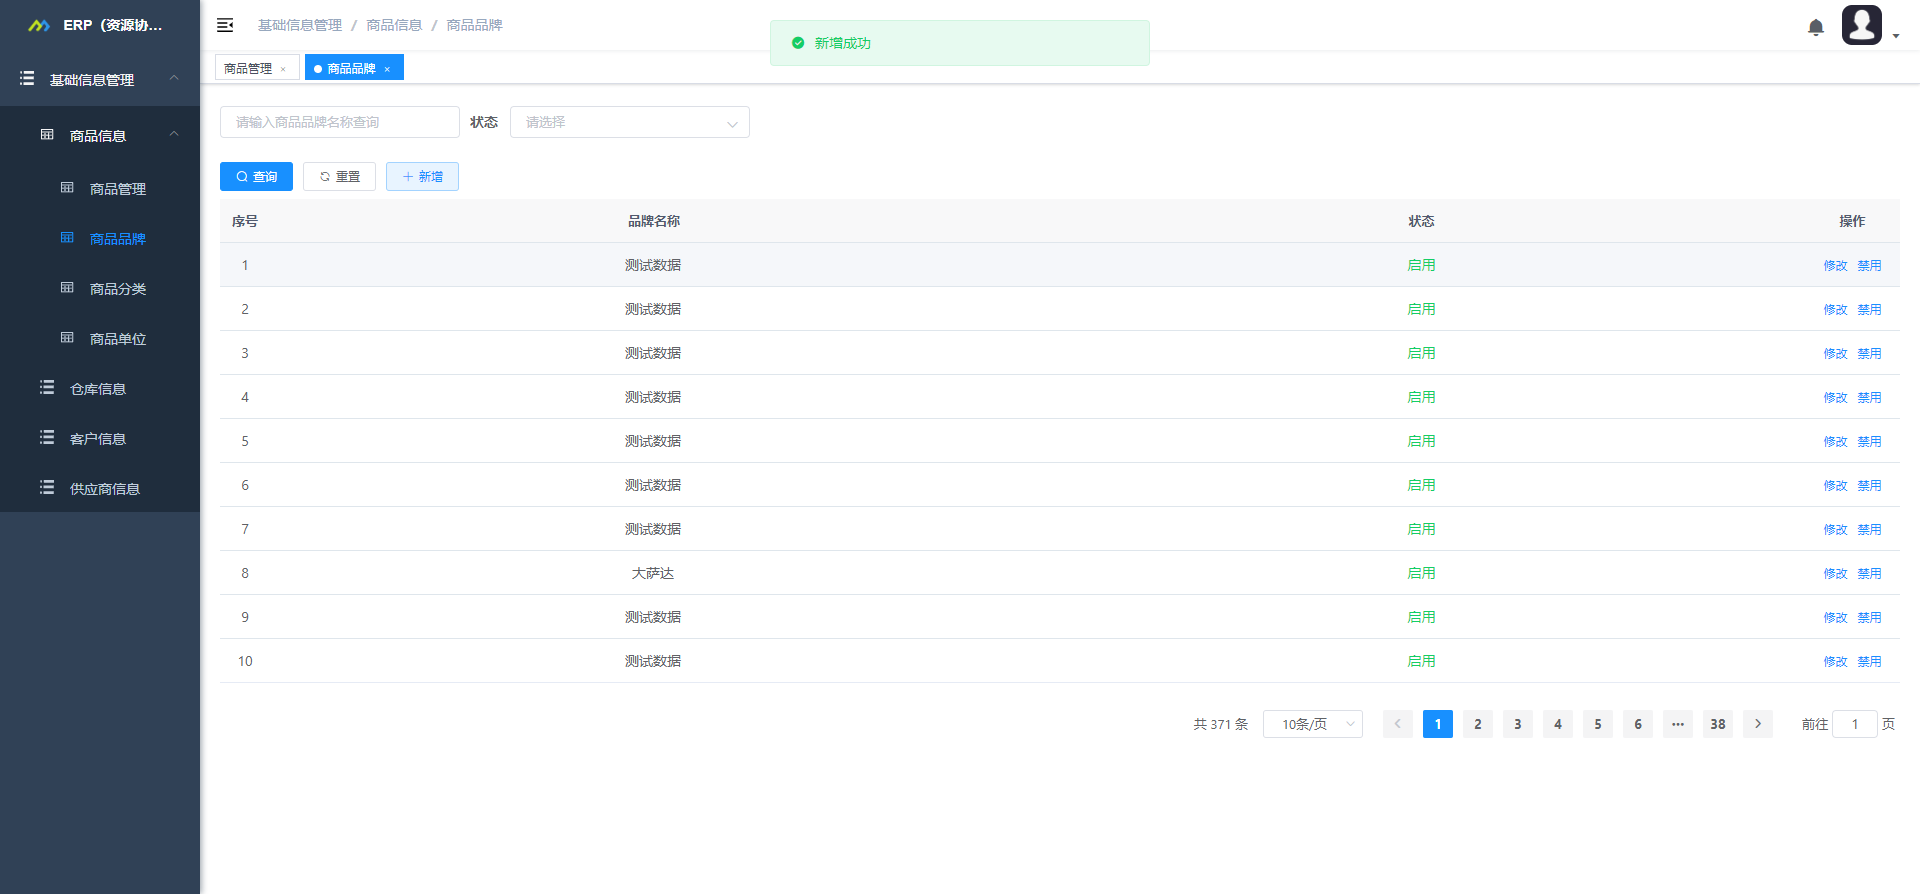 ERP（资源协...
基础信息管理
商品信息
商品管理
商品品牌
商品分类
商品单位
仓库信息
客户信息
供应商信息
基础信息管理 / 商品信息 / 商品品牌
新增成功
商品管理 × 商品品牌 ×
请输入商品品牌名称查询 状态 请选择
查询 重置 新增
序号 品牌名称 状态 操作
1 测试数据 启用 修改 禁用
2 测试数据 启用 修改 禁用
3 测试数据 启用 修改 禁用
4 测试数据 启用 修改 禁用
5 测试数据 启用 修改 禁用
6 测试数据 启用 修改 禁用
7 测试数据 启用 修改 禁用
8 大萨达 启用 修改 禁用
9 测试数据 启用 修改 禁用
10 测试数据 启用 修改 禁用
共 371 条 10条/页 1 2 3 4 5 6 ··· 38 前往 1 页